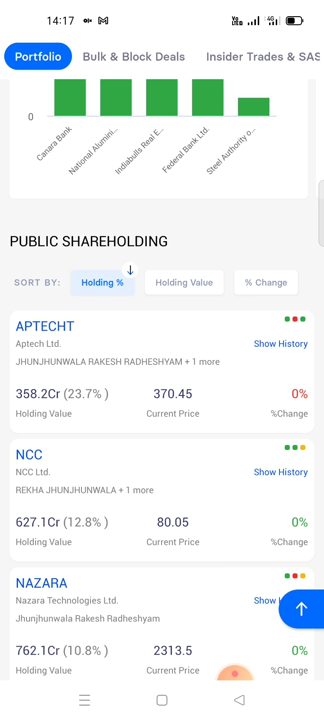 14:17
Portfolio
Bulk & Block Deals
Insider Trades & SAS
0
Canara Bank
National Alumini...
Indiabulls Real E...
Federal Bank Ltd.
Steel Authority o...
PUBLIC SHAREHOLDING
SORT BY:
Holding %
Holding Value
% Change
APTECHT
Aptech Ltd.
Show History
JHUNJHUNWALA RAKESH RADHESHYAM + 1 more
358.2Cr (23.7% )
370.45
0%
Holding Value
Current Price
%Change
NCC
NCC Ltd.
Show History
REKHA JHUNJHUNWALA + 1 more
627.1Cr (12.8% )
80.05
0%
Holding Value
Current Price
%Change
NAZARA
Nazara Technologies Ltd.
Show
Jhunjhunwala Rakesh Radheshyam
762.1Cr (10.8% )
2313.5
0%
Holding Value
Current Price
%Change